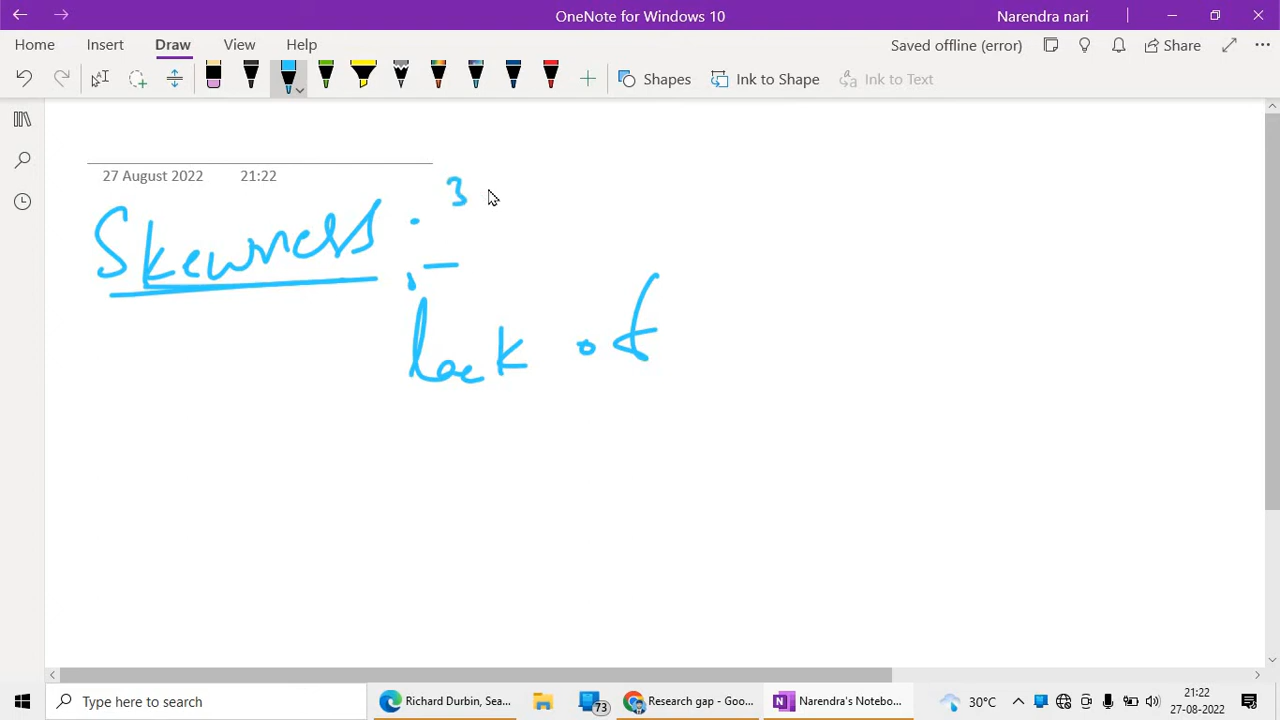 OneNote for Windows 10
Narendra nari
Home Insert Draw View Help
Saved offline (error)
Share
Shapes
Ink to Shape
Ink to Text
27 August 2022 21:22
3
Skewness :-
lack of
Type here to search
Richard Durbin, Sea...
73
Research gap - Goo...
Narendra's Notebo...
30°C
21:22
27-08-2022